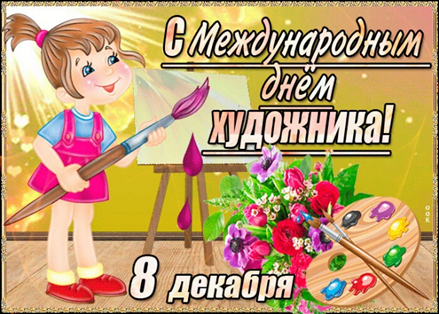 С Международным
днём
художника!
8 декабря